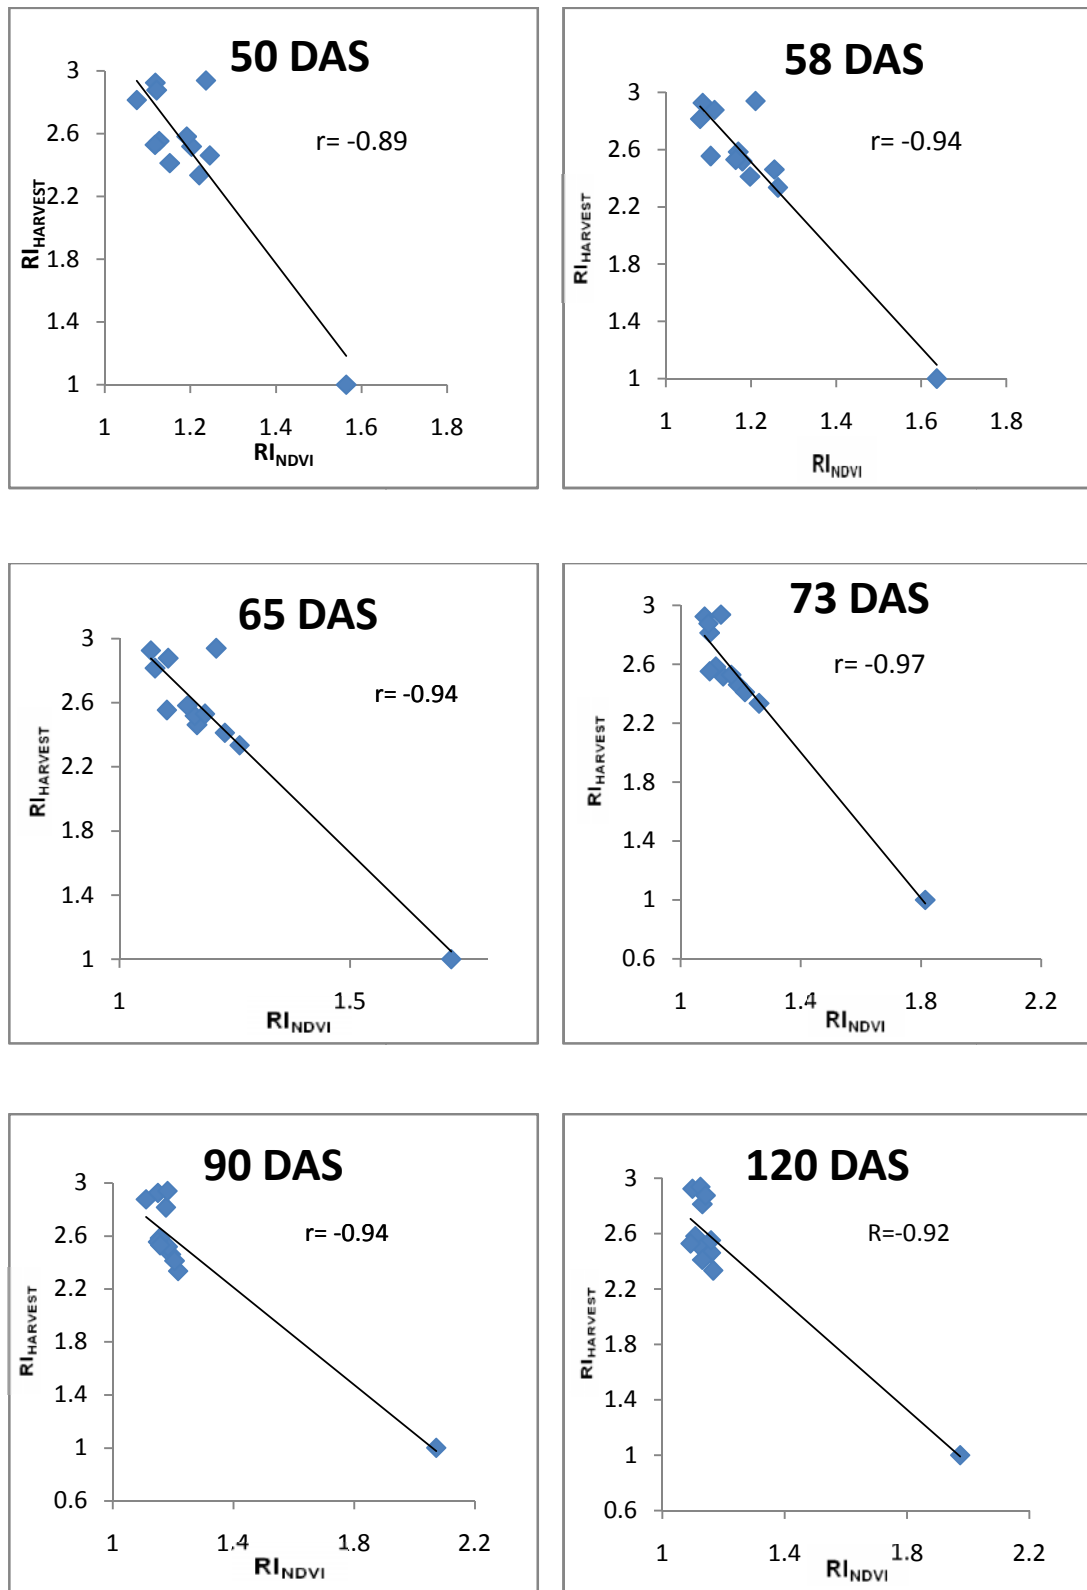 50 DAS
3
2.6
2.2
1.8
1.4
1
r= -0.89
RIHARVEST
1 1.2 1.4 1.6 1.8
RINDVI
58 DAS
3
2.6
2.2
1.8
1.4
1
r= -0.94
RIHARVEST
1 1.2 1.4 1.6 1.8
RINDVI
65 DAS
3
2.6
2.2
1.8
1.4
1
r= -0.94
RIHARVEST
1 1.5
RINDVI
73 DAS
3
2.6
2.2
1.8
1.4
1
0.6
r= -0.97
RIHARVEST
1 1.4 1.8 2.2
RINDVI
90 DAS
3
2.6
2.2
1.8
1.4
1
0.6
r= -0.94
RIHARVEST
1 1.4 1.8 2.2
RINDVI
120 DAS
3
2.6
2.2
1.8
1.4
1
0.6
R=-0.92
RIHARVEST
1 1.4 1.8 2.2
RINDVI